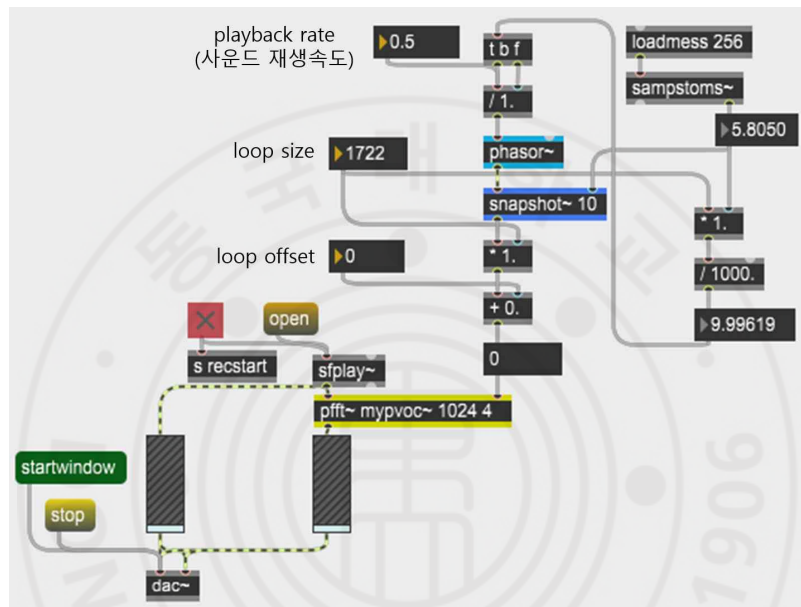 playback rate
(사운드 재생속도)
0.5
t b f
loadmess 256
/ 1.
sampstoms~
5.8050
loop size
1722
phasor~
snapshot~ 10
* 1.
loop offset
0
* 1.
/ 1000.
+ 0.
9.99619
open
s recstart
sfplay~
0
pfft~ mypvoc~ 1024 4
startwindow
stop
dac~
1906